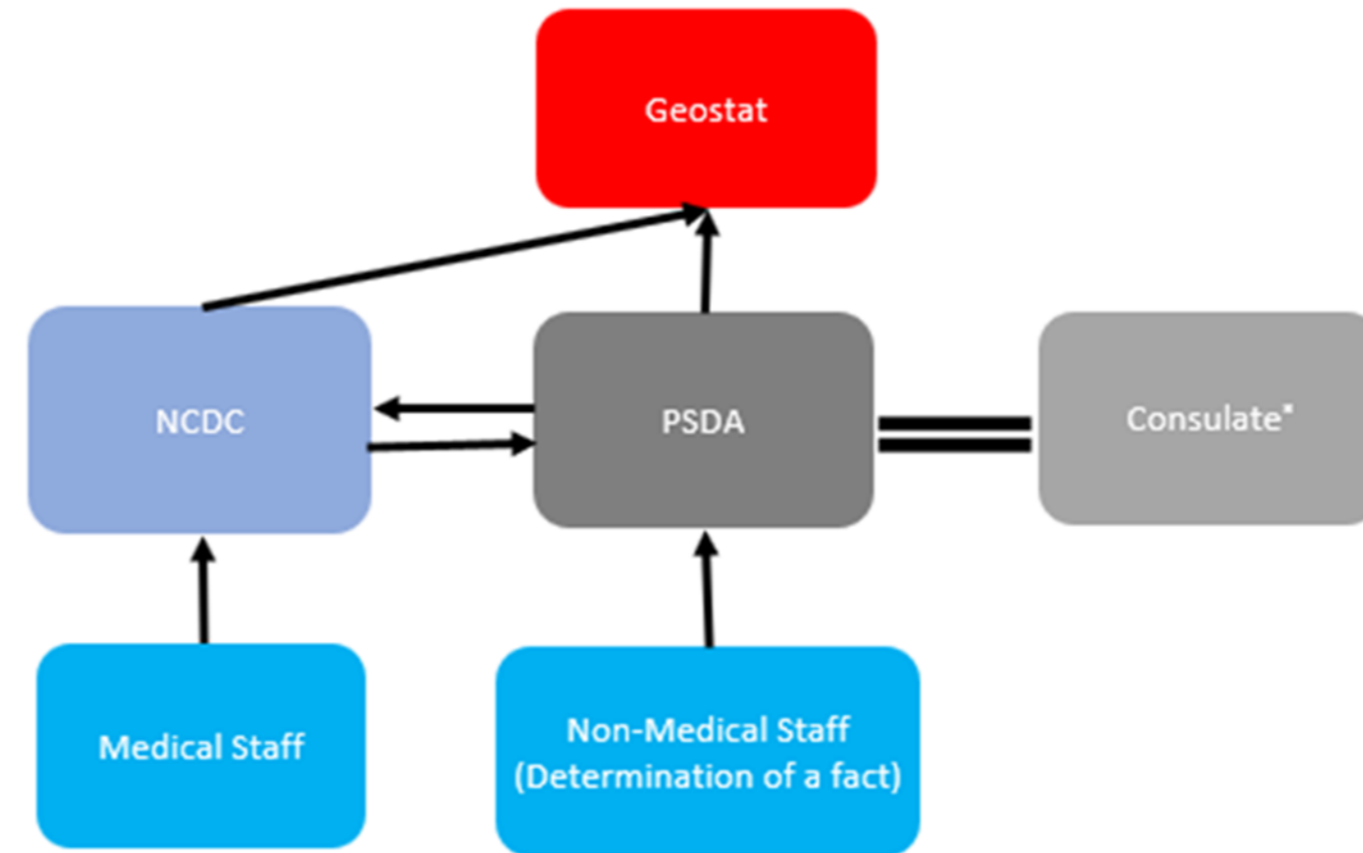 Geostat
NCDC
PSDA
Consulate*
Medical Staff
Non-Medical Staff
(Determination of a fact)